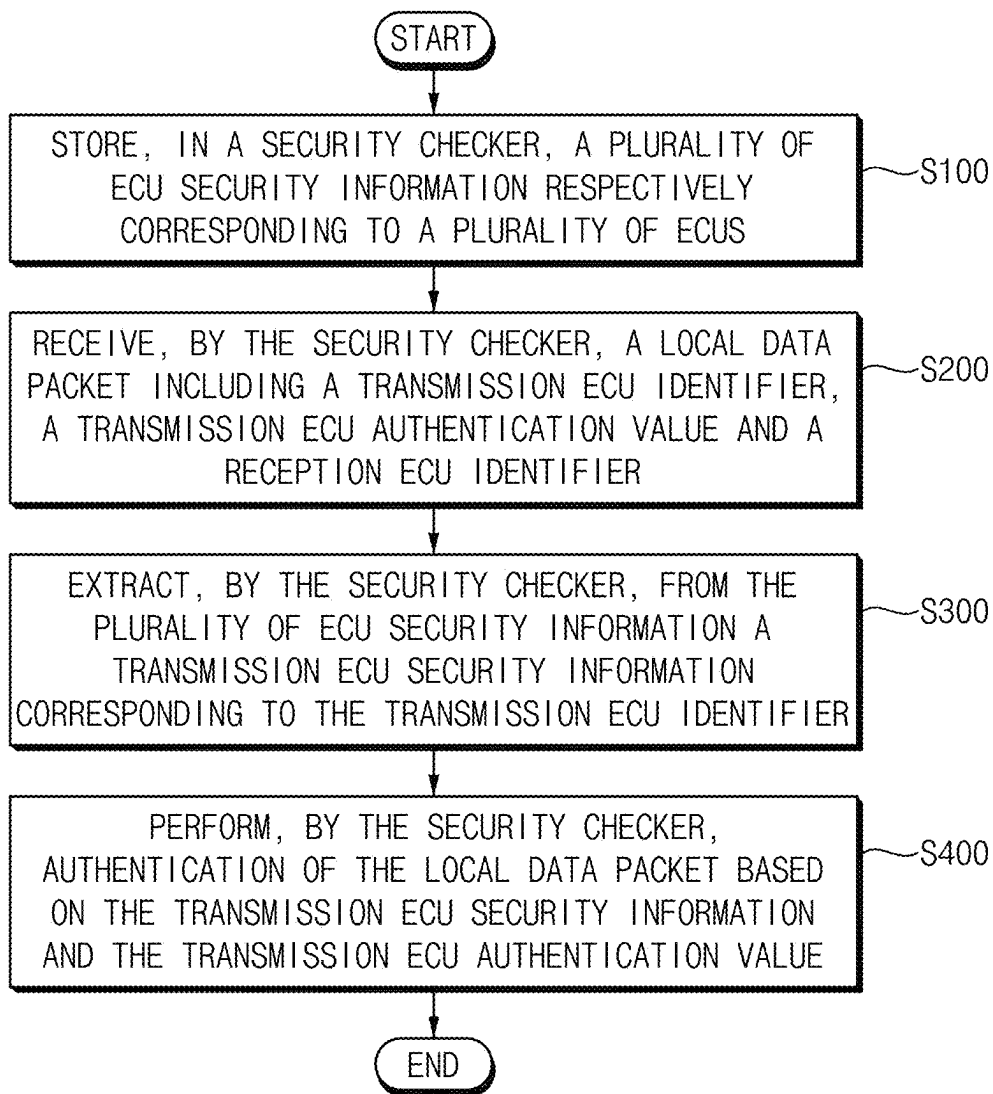 START
STORE, IN A SECURITY CHECKER, A PLURALITY OF
ECU SECURITY INFORMATION RESPECTIVELY
CORRESPONDING TO A PLURALITY OF ECUS
S100
RECEIVE, BY THE SECURITY CHECKER, A LOCAL DATA
PACKET INCLUDING A TRANSMISSION ECU IDENTIFIER,
A TRANSMISSION ECU AUTHENTICATION VALUE AND A
RECEPTION ECU IDENTIFIER
S200
EXTRACT, BY THE SECURITY CHECKER, FROM THE
PLURALITY OF ECU SECURITY INFORMATION A
TRANSMISSION ECU SECURITY INFORMATION
CORRESPONDING TO THE TRANSMISSION ECU IDENTIFIER
S300
PERFORM, BY THE SECURITY CHECKER,
AUTHENTICATION OF THE LOCAL DATA PACKET BASED
ON THE TRANSMISSION ECU SECURITY INFORMATION
AND THE TRANSMISSION ECU AUTHENTICATION VALUE
S400
END